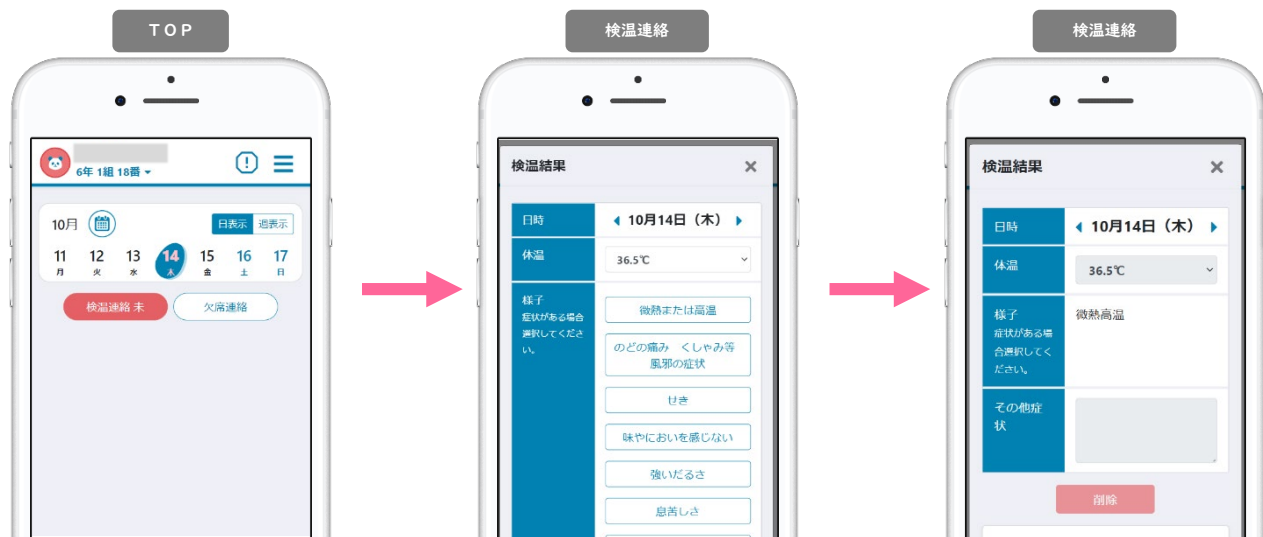 TOP
6年 1組 18番
10月
日表示 週表示
11 12 13 14 15 16 17
月 火 水 木 金 土 日
検温連絡 未
欠席連絡
検温連絡
検温結果 ×
日時
10月14日（木）
体温
36.5℃
様子
症状がある場合
選択してくださ
い。
微熱または高温
のどの痛み くしゃみ等
風邪の症状
せき
味やにおいを感じない
強いだるさ
息苦しさ
検温連絡
検温結果 ×
日時
10月14日（木）
体温
36.5℃
様子
症状がある場
合選択してく
ださい。
微熱高温
その他症
状
削除